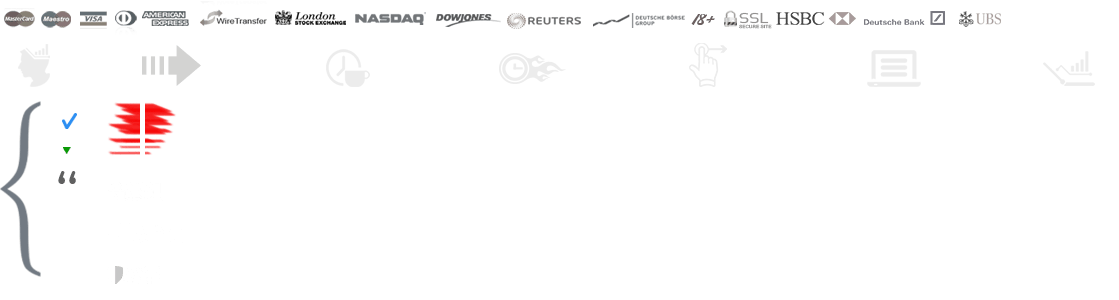 MasterCard Maestro VISA AMERICAN EXPRESS WireTransfer London STOCK EXCHANGE NASDAQ DOWJONES REUTERS DEUTSCHE BÖRSE GROUP 18+ SSL SECURE SITE HSBC Deutsche Bank UBS
{
“